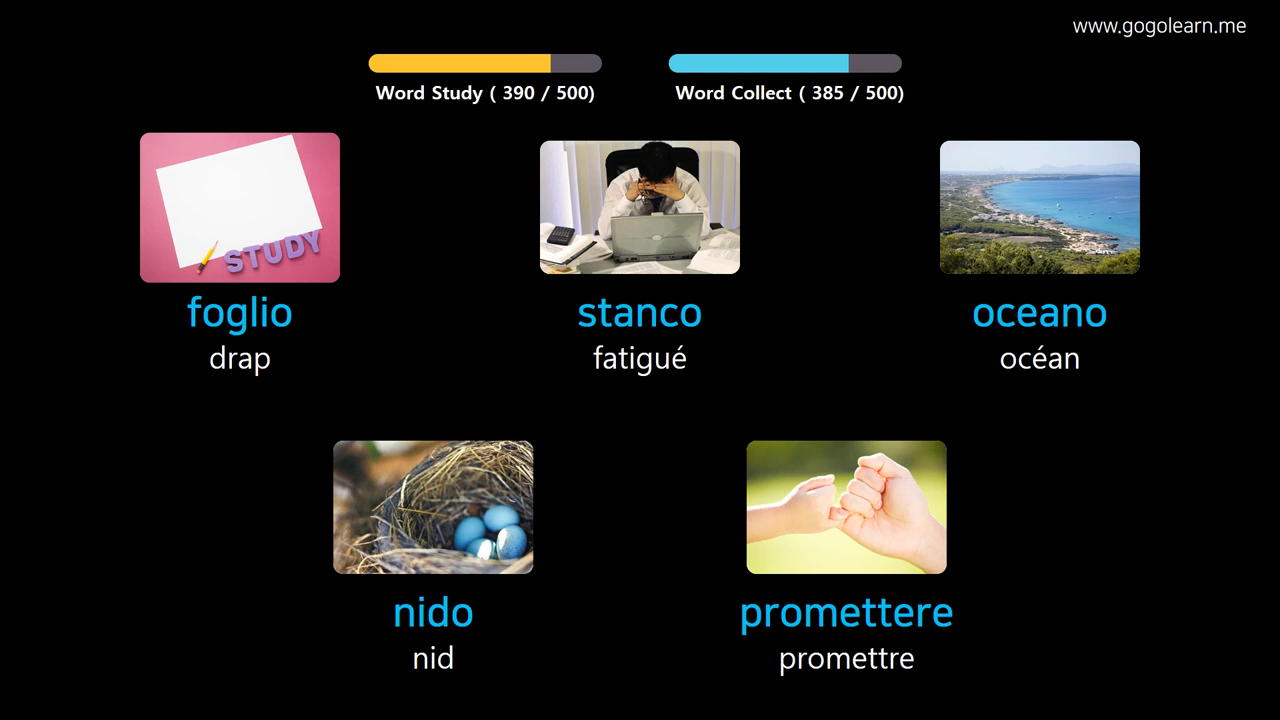 www.gogolearn.me
Word Study ( 390 / 500)
Word Collect ( 385 / 500)
STUDY
foglio
drap
stanco
fatigué
oceano
océan
nido
nid
promettere
promettre